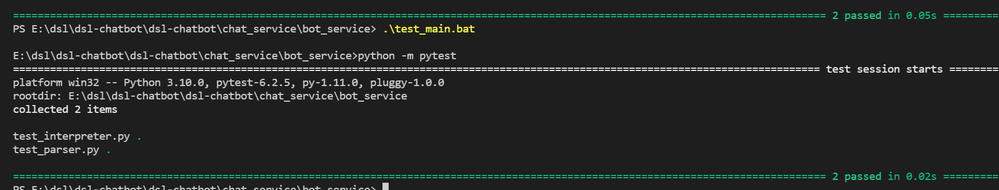 ==================== 2 passed in 0.05s ==========
PS E:\dsl\dsl-chatbot\dsl-chatbot\chat_service\bot_service> .\test_main.bat
E:\dsl\dsl-chatbot\dsl-chatbot\chat_service\bot_service>python -m pytest
==================== test session starts ==========
platform win32 -- Python 3.10.0, pytest-6.2.5, py-1.11.0, pluggy-1.0.0
rootdir: E:\dsl\dsl-chatbot\dsl-chatbot\chat_service\bot_service
collected 2 items
test_interpreter.py .
test_parser.py .
==================== 2 passed in 0.02s ==========
PS E:\dsl\dsl-chatbot\dsl-chatbot\chat_service\bot_service>